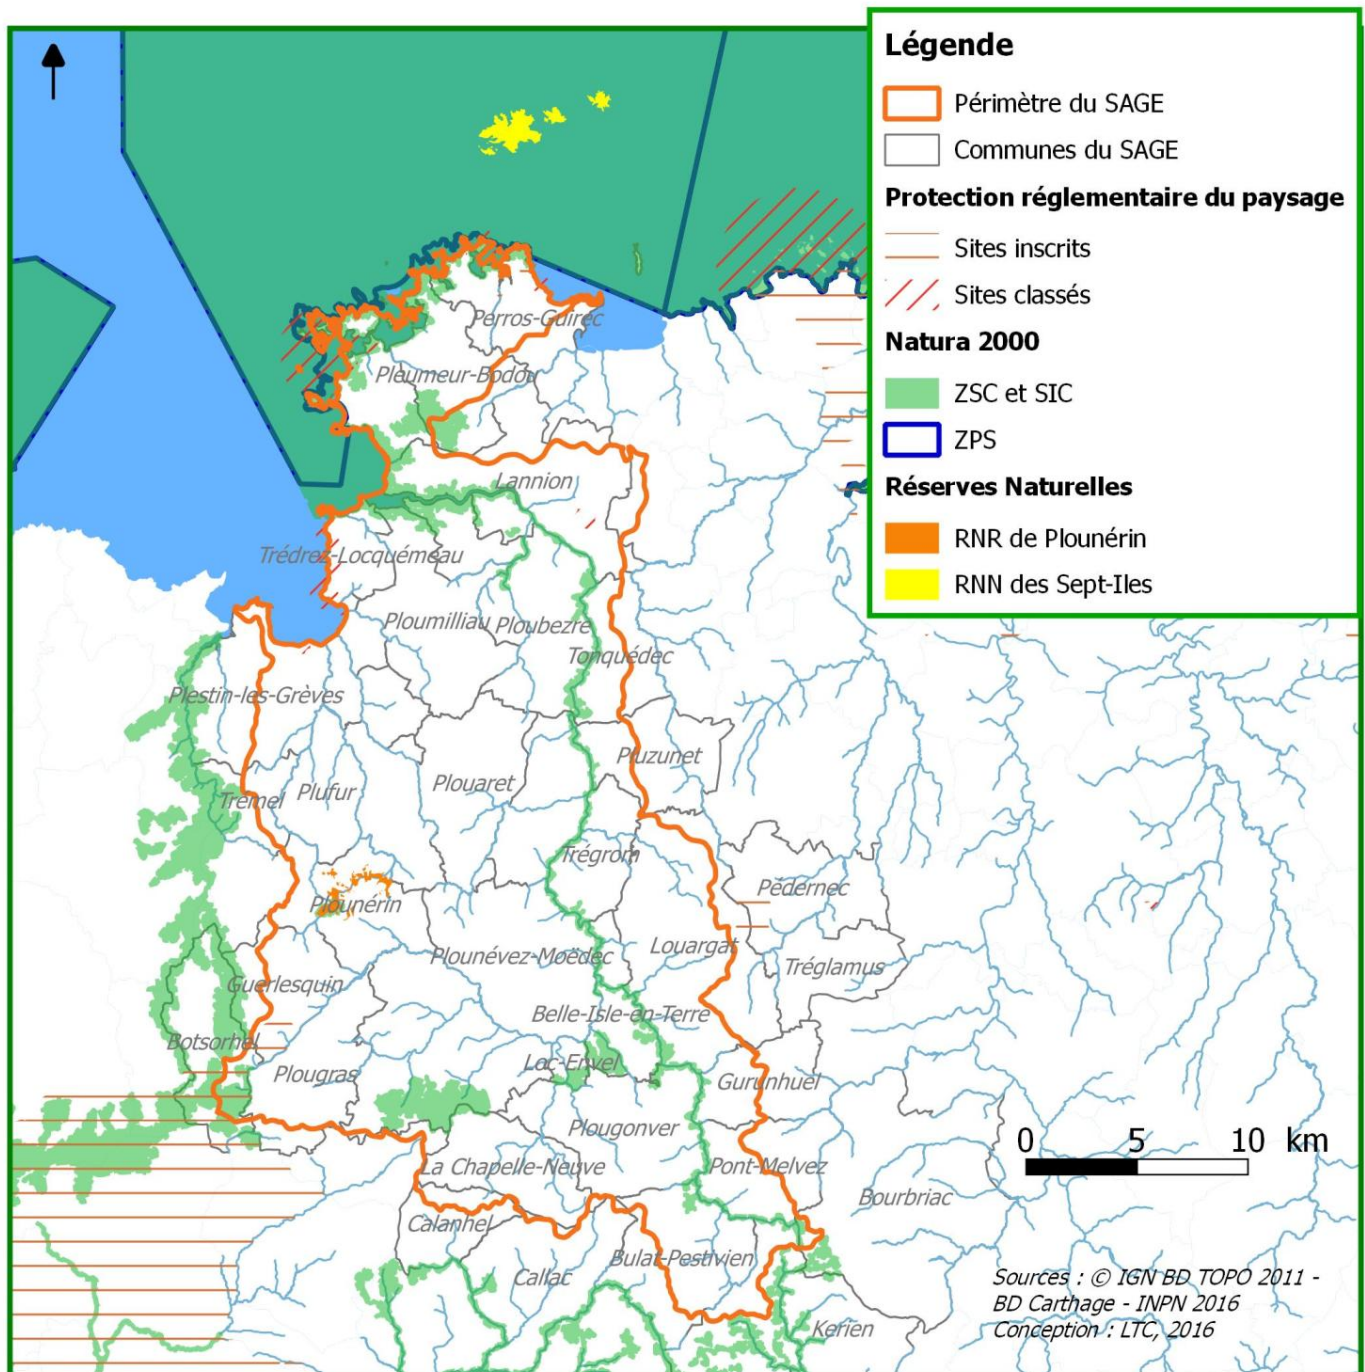 Légende
Périmètre du SAGE
Communes du SAGE
Protection réglementaire du paysage
Sites inscrits
Sites classés
Natura 2000
ZSC et SIC
ZPS
Réserves Naturelles
RNR de Plounérin
RNN des Sept-Iles
Perros-Guirec
Pleumeur-Bodou
Lannion
Trédrez-Locquémeau
Ploumilliau
Ploubezre
Tonquédec
Plestin-les-Grèves
Pluzunet
Plouaret
Plufur
Trémel
Trégrom
Pédernec
Plounérin
Louargat
Plounévez-Moëdec
Tréglamus
Guerlesquin
Belle-Isle-en-Terre
Botsorhel
Loc-Envel
Plougras
Gurunhuel
Plougonver
La Chapelle-Neuve
Pont-Melvez
Bourbriac
Calanhel
Bulat-Pestivien
Callac
Kerien
0 5 10 km
Sources : © IGN BD TOPO 2011 -
BD Carthage - INPN 2016
Conception : LTC, 2016